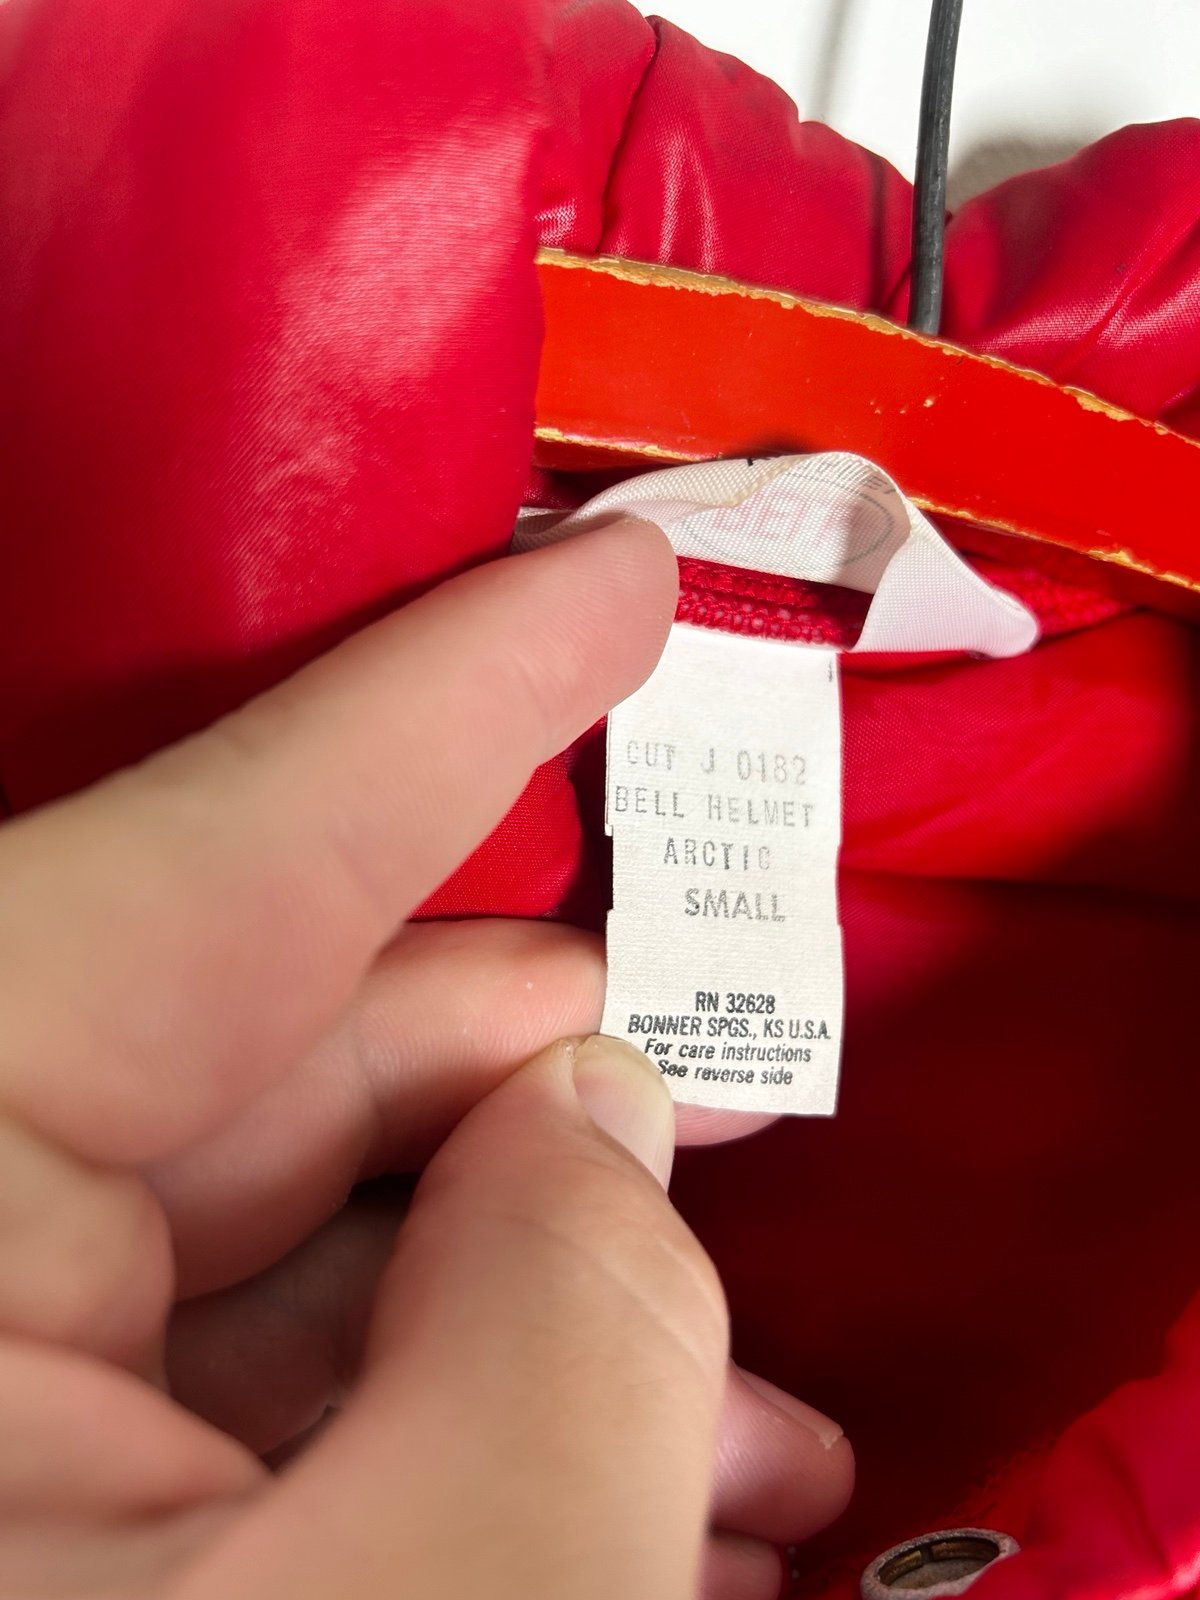 CUT J 0182
BELL HELMET
ARCTIC
SMALL
RN 32628
BONNER SPGS., KS U.S.A.
For care instructions
See reverse side